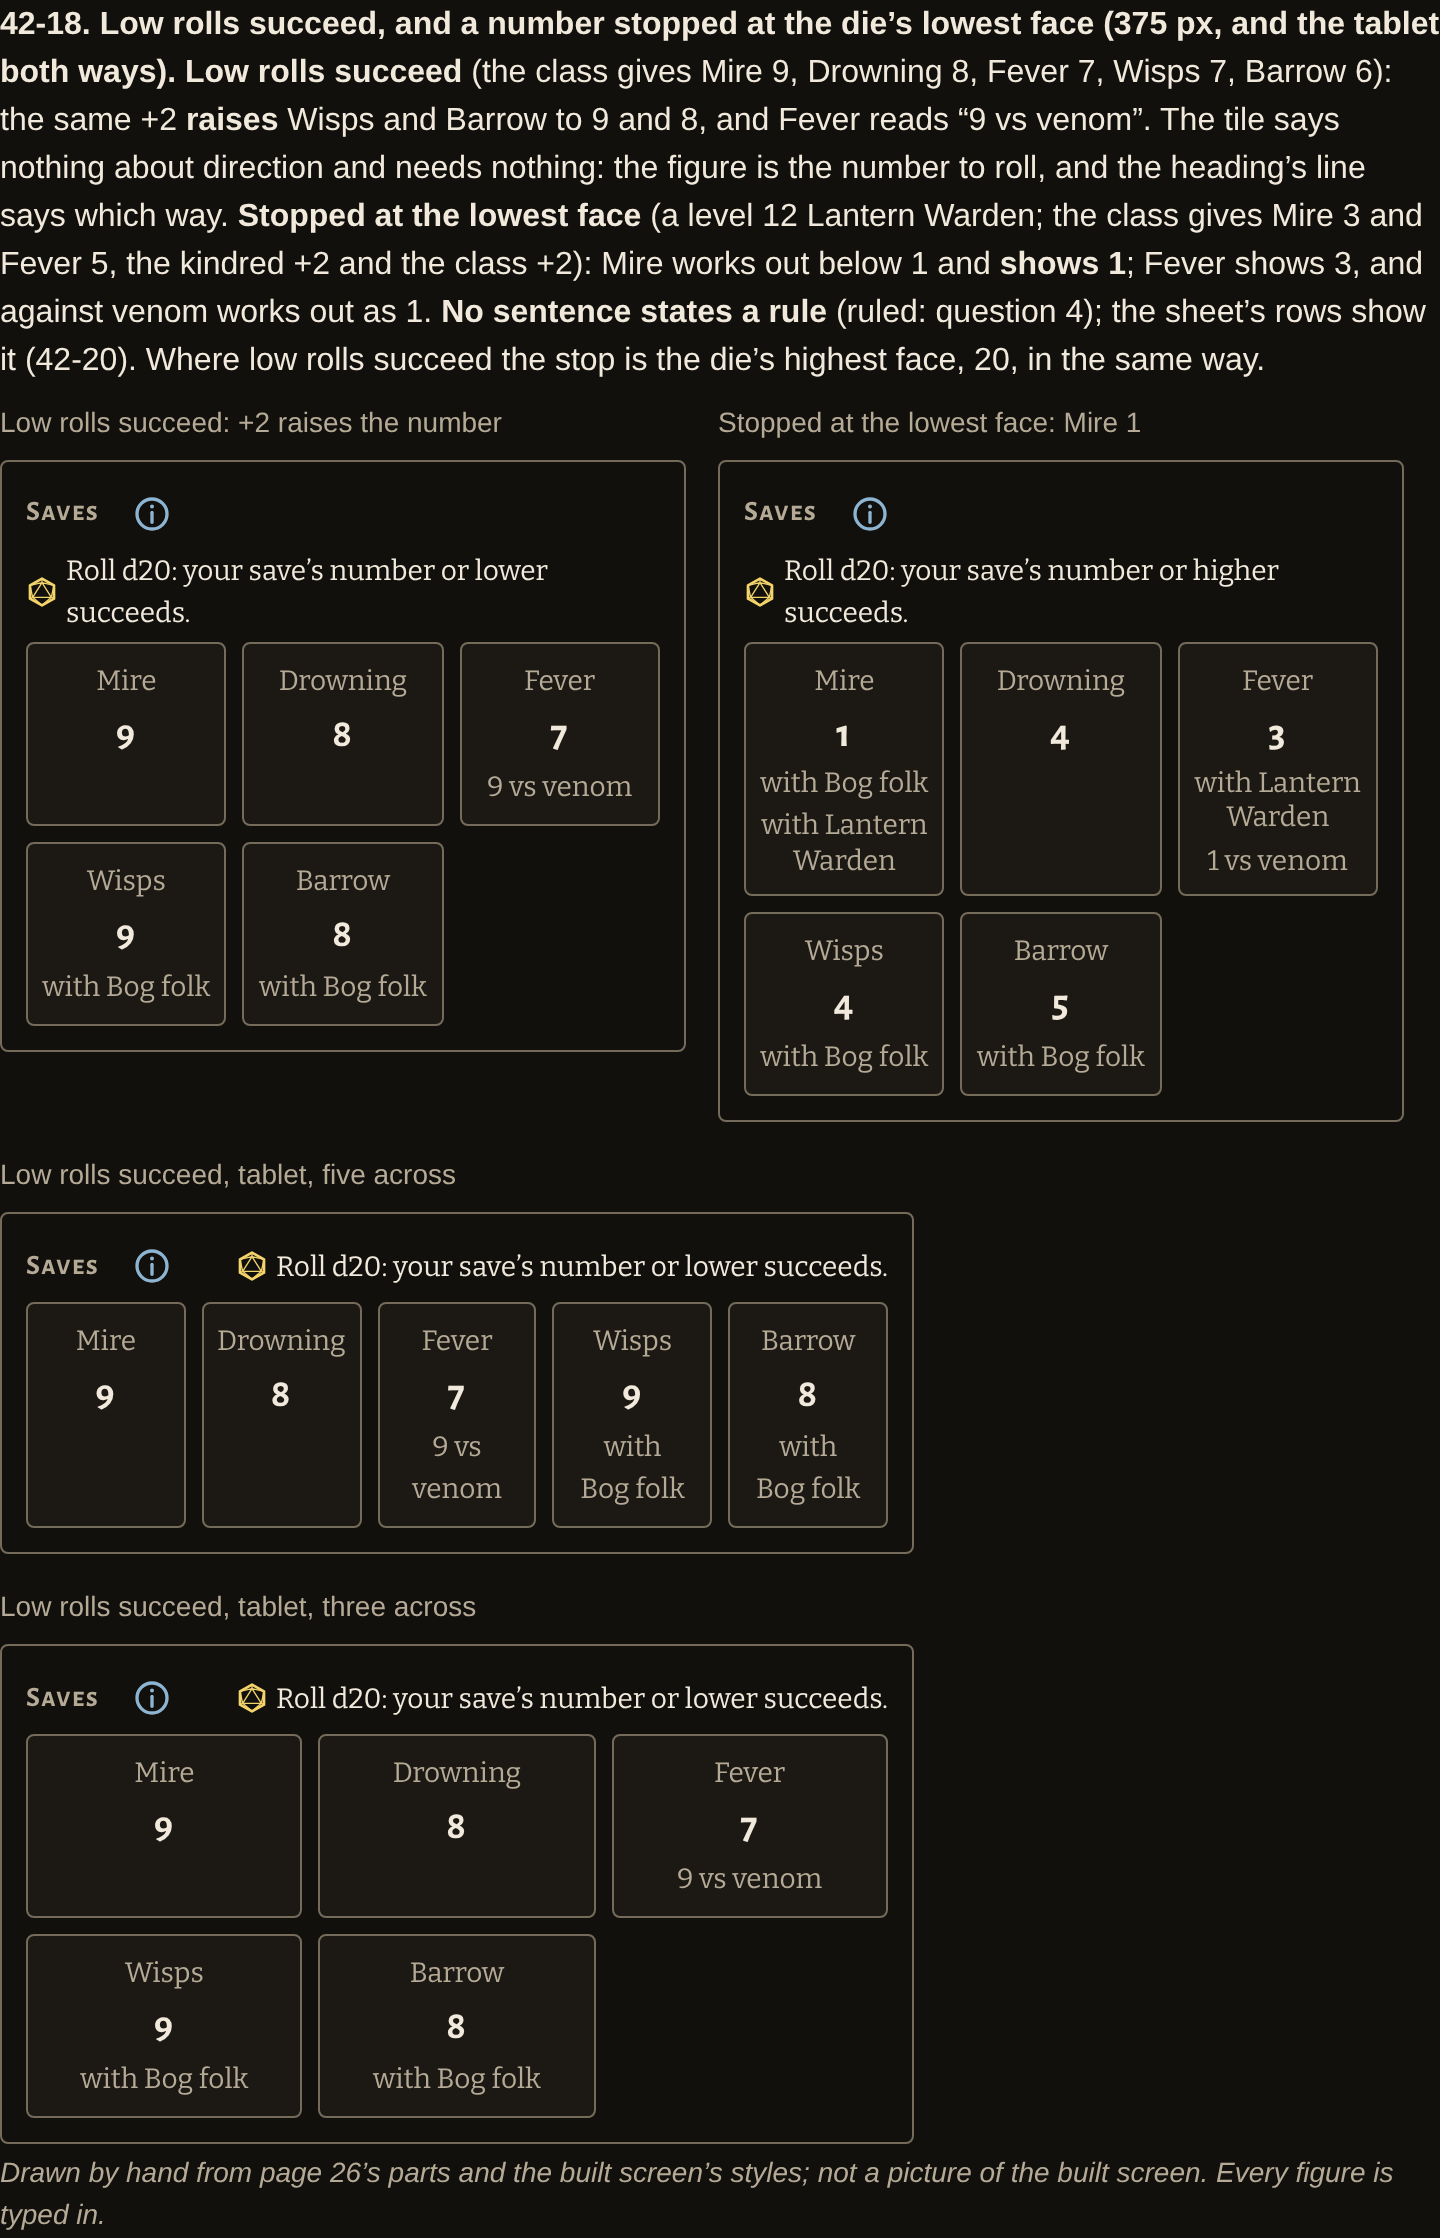 42-18. Low rolls succeed, and a number stopped at the die’s lowest face (375 px, and the tablet
both ways). Low rolls succeed (the class gives Mire 9, Drowning 8, Fever 7, Wisps 7, Barrow 6):
the same +2 raises Wisps and Barrow to 9 and 8, and Fever reads “9 vs venom”. The tile says
nothing about direction and needs nothing: the figure is the number to roll, and the heading’s line
says which way. Stopped at the lowest face (a level 12 Lantern Warden; the class gives Mire 3 and
Fever 5, the kindred +2 and the class +2): Mire works out below 1 and shows 1; Fever shows 3, and
against venom works out as 1. No sentence states a rule (ruled: question 4); the sheet’s rows show
it (42-20). Where low rolls succeed the stop is the die’s highest face, 20, in the same way.
Low rolls succeed: +2 raises the number
SAVES
Roll d20: your save’s number or lower
succeeds.
Mire
9
Drowning
8
Fever
7
9 vs venom
Wisps
9
with Bog folk
Barrow
8
with Bog folk
Stopped at the lowest face: Mire 1
SAVES
Roll d20: your save’s number or higher
succeeds.
Mire
1
with Bog folk
with Lantern
Warden
Drowning
4
Fever
3
with Lantern
Warden
1 vs venom
Wisps
4
with Bog folk
Barrow
5
with Bog folk
Low rolls succeed, tablet, five across
SAVES
Roll d20: your save’s number or lower succeeds.
Mire
9
Drowning
8
Fever
7
9 vs
venom
Wisps
9
with
Bog folk
Barrow
8
with
Bog folk
Low rolls succeed, tablet, three across
SAVES
Roll d20: your save’s number or lower succeeds.
Mire
9
Drowning
8
Fever
7
9 vs venom
Wisps
9
with Bog folk
Barrow
8
with Bog folk
Drawn by hand from page 26’s parts and the built screen’s styles; not a picture of the built screen. Every figure is
typed in.